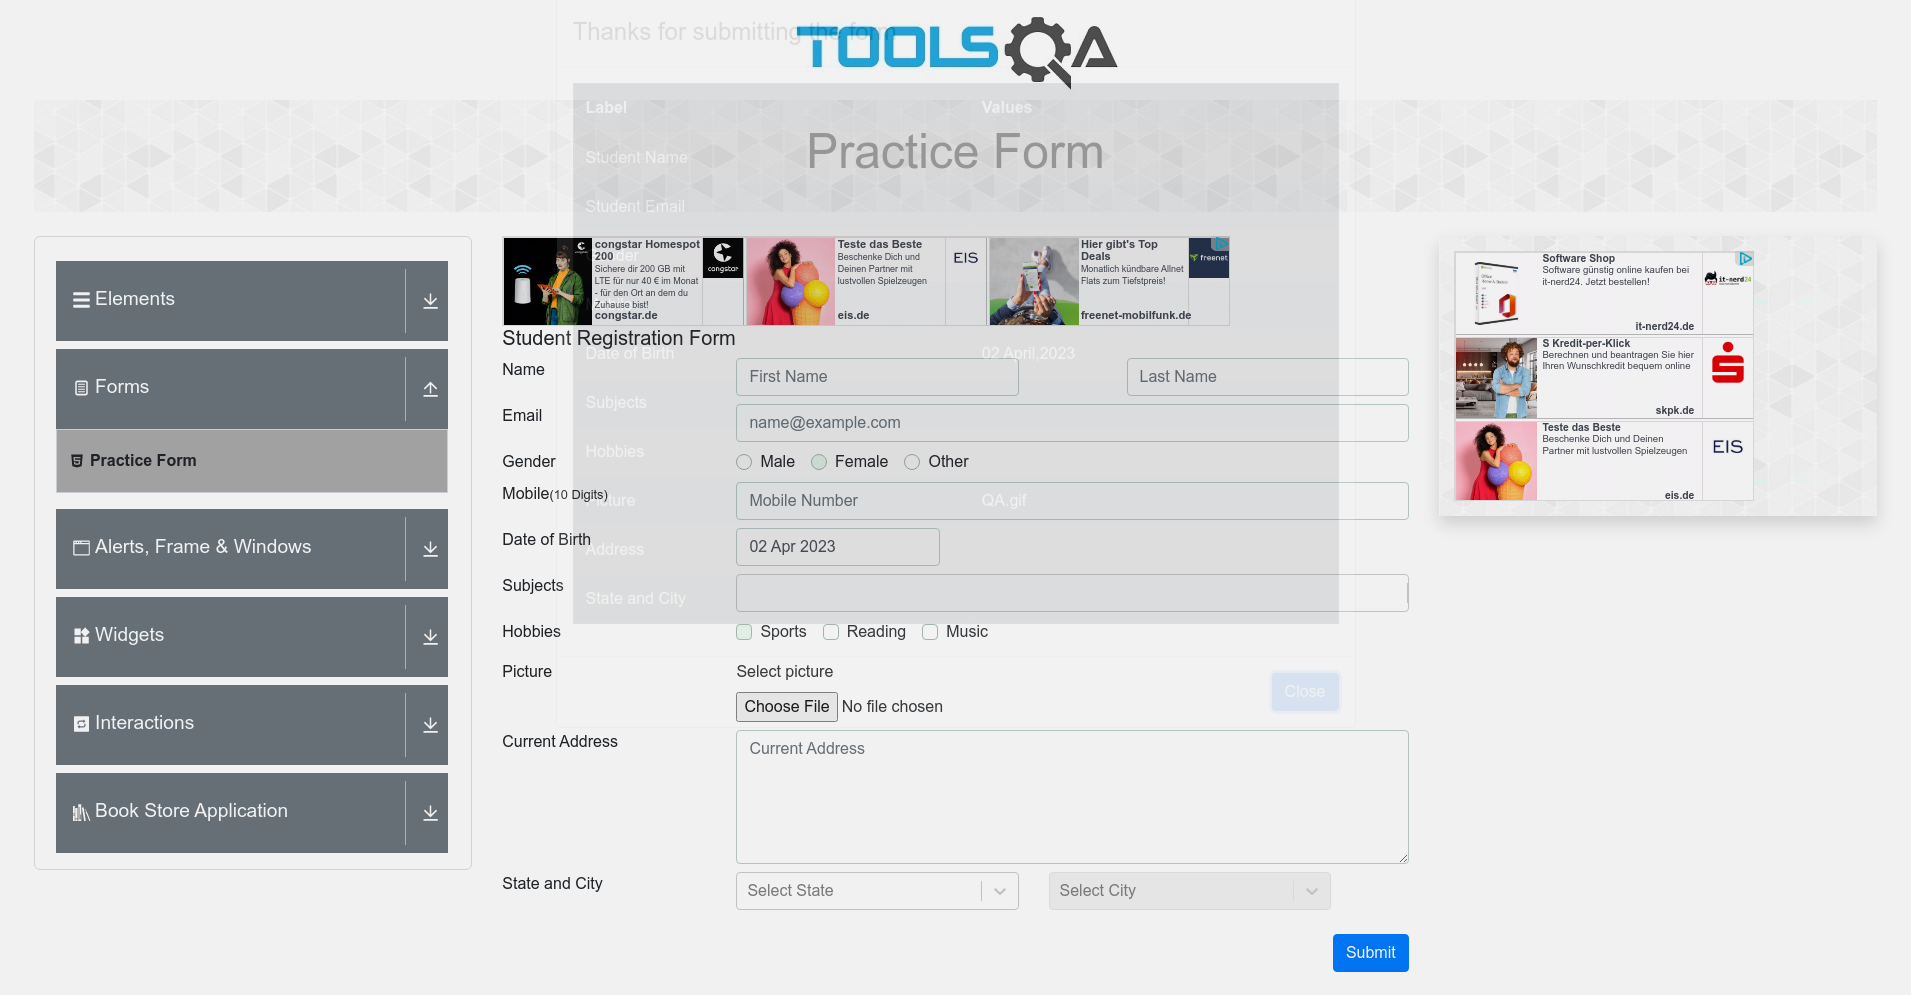 Thanks for submitting the form
TOOLSQA
Label Values
Practice Form
Student Name
Student Email
Elements
Forms
Practice Form
Alerts, Frame & Windows
Widgets
Interactions
Book Store Application
congstar Homespot
200
Sichere dir 200 GB mit
LTE für nur 40 € im Monat
- für den Ort an dem du
Zuhause bist!
congstar.de
congstar
Teste das Beste
Beschenke Dich und
Deinen Partner mit
lustvollen Spielzeugen
eis.de
EIS
Hier gibt's Top
Deals
Monatlich kündbare Allnet
Flats zum Tiefstpreis!
freenet-mobilfunk.de
freenet
Student Registration Form
Date of Birth 02 April,2023
Name First Name Last Name
Subjects
Email name@example.com
Hobbies
Gender Male Female Other
Mobile(10 Digits) Mobile Number
Picture QA.gif
Date of Birth 02 Apr 2023
Address
Subjects
State and City
Hobbies Sports Reading Music
Picture Select picture
Close
Choose File No file chosen
Current Address Current Address
State and City Select State Select City
Submit
Software Shop
Software günstig online kaufen bei
it-nerd24. Jetzt bestellen!
it-nerd24.de
it-nerd24
S Kredit-per-Klick
Berechnen und beantragen Sie hier
Ihren Wunschkredit bequem online
skpk.de
Teste das Beste
Beschenke Dich und Deinen
Partner mit lustvollen Spielzeugen
eis.de
EIS